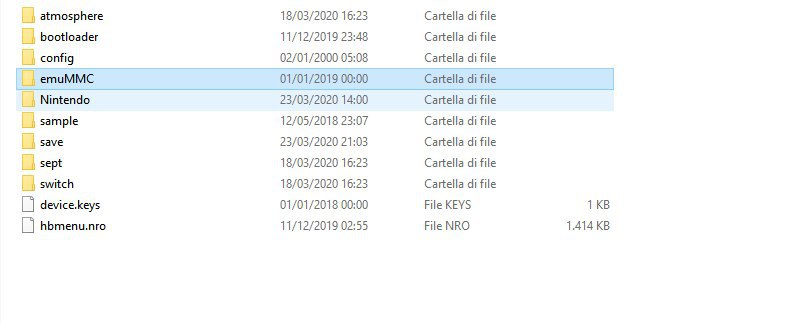 atmosphere 18/03/2020 16:23 Cartella di file
bootloader 11/12/2019 23:48 Cartella di file
config 02/01/2000 05:08 Cartella di file
emuMMC 01/01/2019 00:00 Cartella di file
Nintendo 23/03/2020 14:00 Cartella di file
sample 12/05/2018 23:07 Cartella di file
save 23/03/2020 21:03 Cartella di file
sept 18/03/2020 16:23 Cartella di file
switch 18/03/2020 16:23 Cartella di file
device.keys 01/01/2018 00:00 File KEYS 1 KB
hbmenu.nro 11/12/2019 02:55 File NRO 1.414 KB